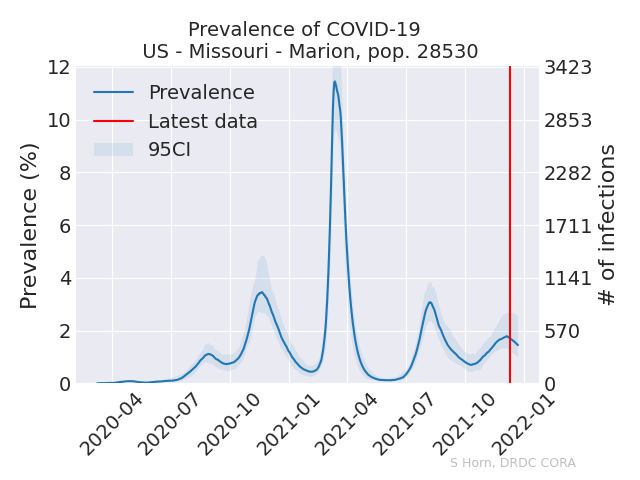 Prevalence of COVID-19
US - Missouri - Marion, pop. 28530
Prevalence (%)
12
10
8
6
4
2
0
Prevalence
Latest data
95CI
3423
2853
2282
1711
1141
570
0
# of infections
2020-04
2020-07
2020-10
2021-01
2021-04
2021-07
2021-10
2022-01
S Horn, DRDC CORA